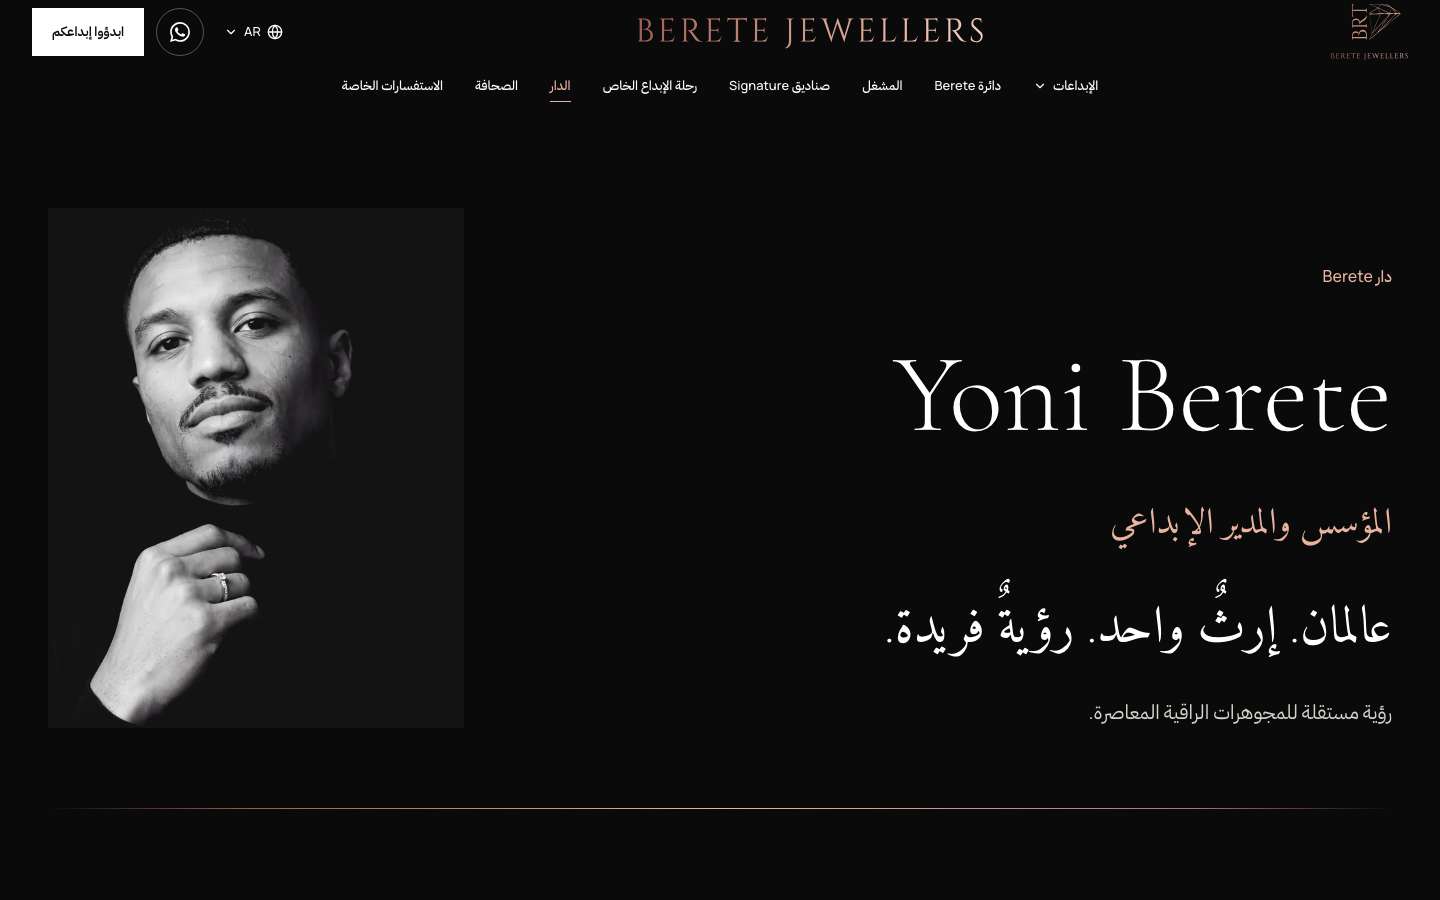 BRT
BERETE JEWELLERS
BERETE JEWELLERS
AR
ابدؤوا إبداعكم
الإبداعات
دائرة Berete
المشغل
صناديق Signature
رحلة الإبداع الخاص
الدار
الصحافة
الاستفسارات الخاصة
دار Berete
Yoni Berete
المؤسس والمدير الإبداعي
عالمان. إرثٌ واحد. رؤيةٌ فريدة.
رؤية مستقلة للمجوهرات الراقية المعاصرة.